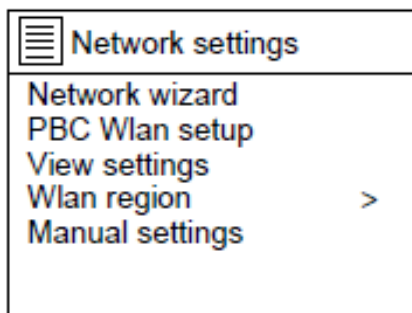 Network settings
Network wizard
PBC Wlan setup
View settings
Wlan region >
Manual settings